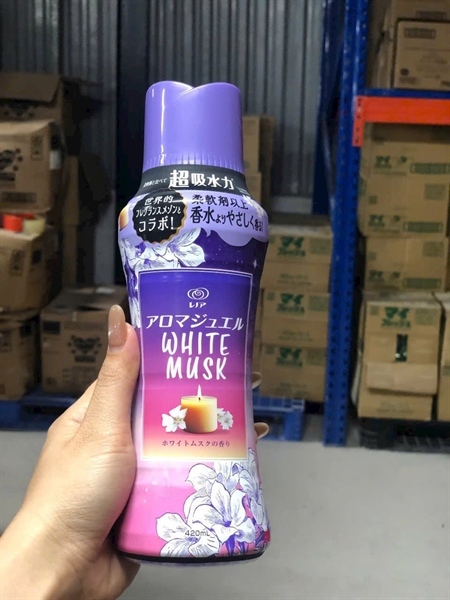 超吸水力
世界的
フレグランスメゾンと
コラボ!
柔軟剤以上
香水よりやさしく香る!
レノア
アロマジュエル
WHITE
MUSK
ホワイトムスクの香り
420mL